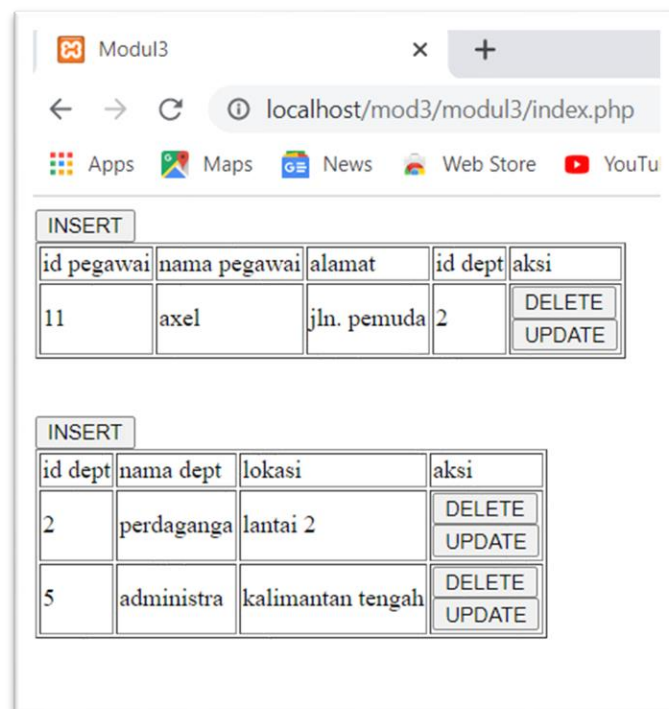 Modul3
localhost/mod3/modul3/index.php
Apps Maps News Web Store YouTu
INSERT
id pegawai nama pegawai alamat id dept aksi
11 axel jln. pemuda 2 DELETE
UPDATE
INSERT
id dept nama dept lokasi aksi
2 perdaganga lantai 2 DELETE
UPDATE
5 administra kalimantan tengah DELETE
UPDATE